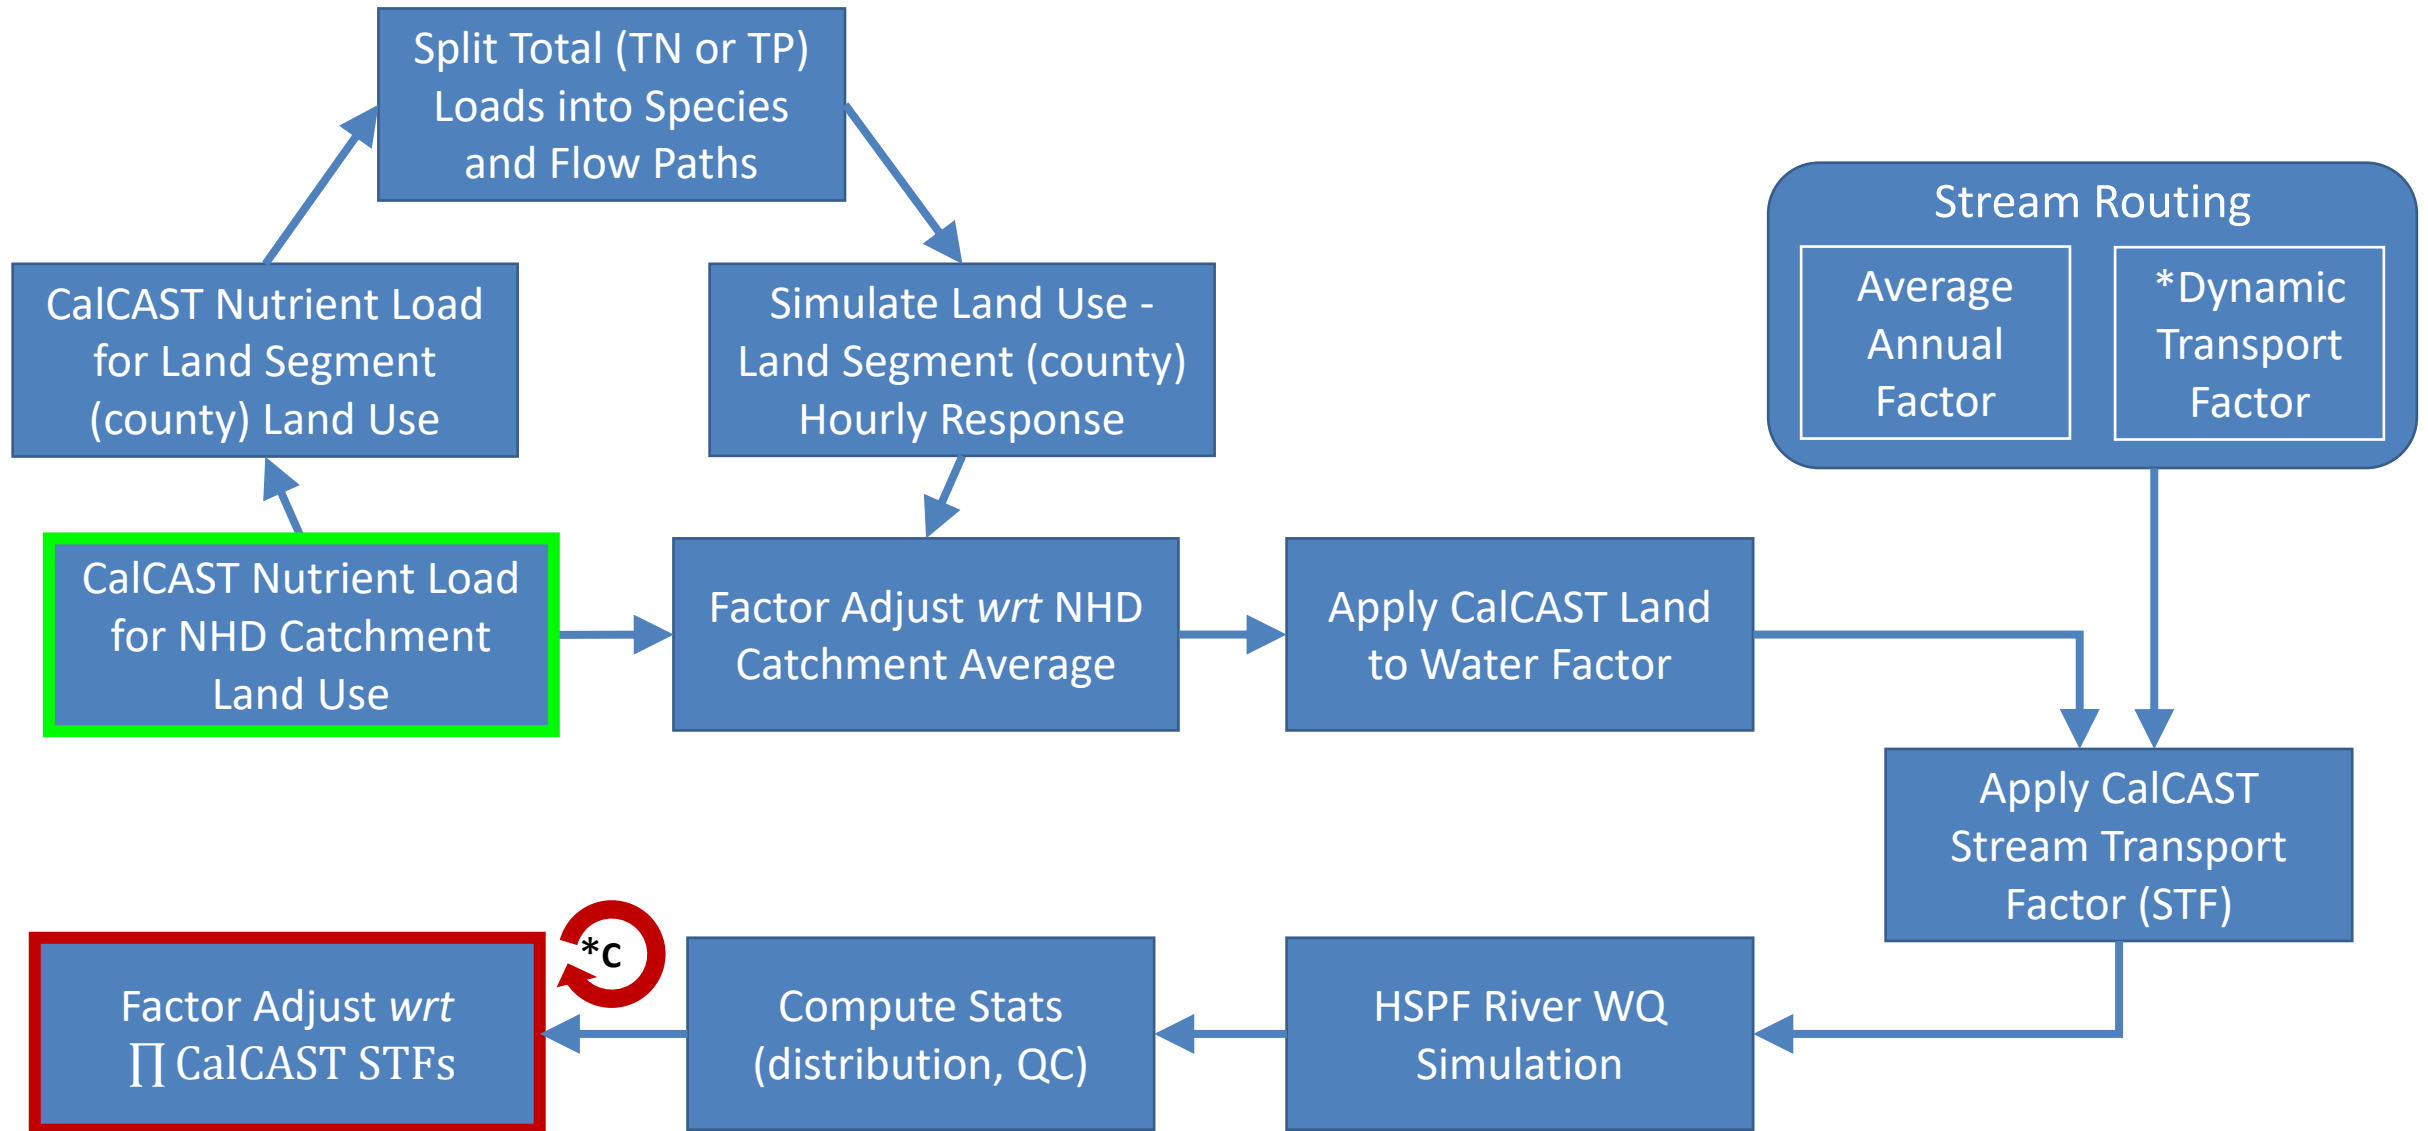 Split Total (TN or TP)
Loads into Species
and Flow Paths
Stream Routing
Average
Annual
Factor
*Dynamic
Transport
Factor
CalCAST Nutrient Load
for Land Segment
(county) Land Use
Simulate Land Use -
Land Segment (county)
Hourly Response
CalCAST Nutrient Load
for NHD Catchment
Land Use
Factor Adjust wrt NHD
Catchment Average
Apply CalCAST Land
to Water Factor
Apply CalCAST
Stream Transport
Factor (STF)
*C
Factor Adjust wrt
∏ CalCAST STFs
Compute Stats
(distribution, QC)
HSPF River WQ
Simulation